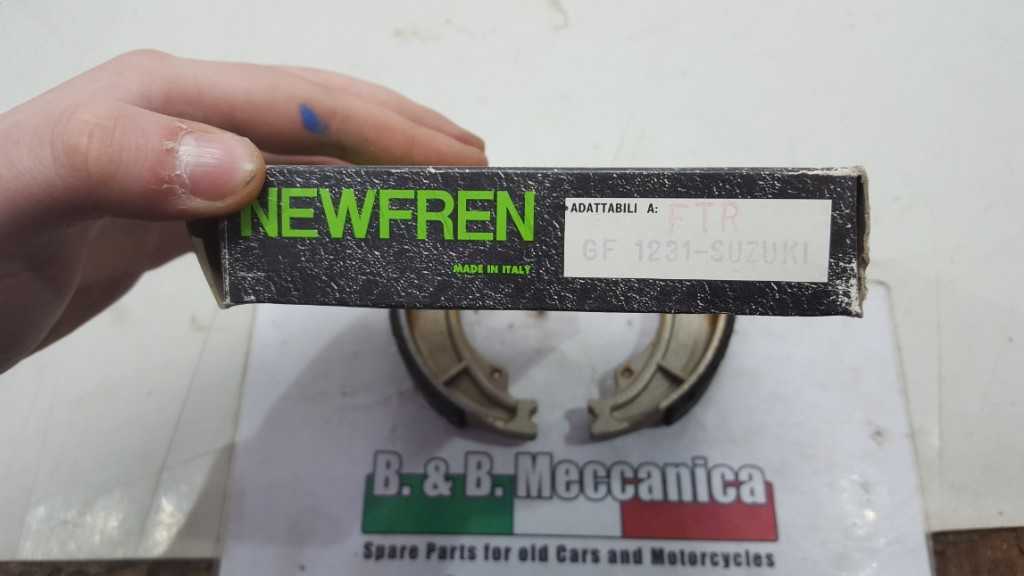 NEWFREN
MADE IN ITALY
ADATTABILI A: FTR
GF 1231-SUZUKI
B. & B. Meccanica
Spare Parts for old Cars and Motorcycles